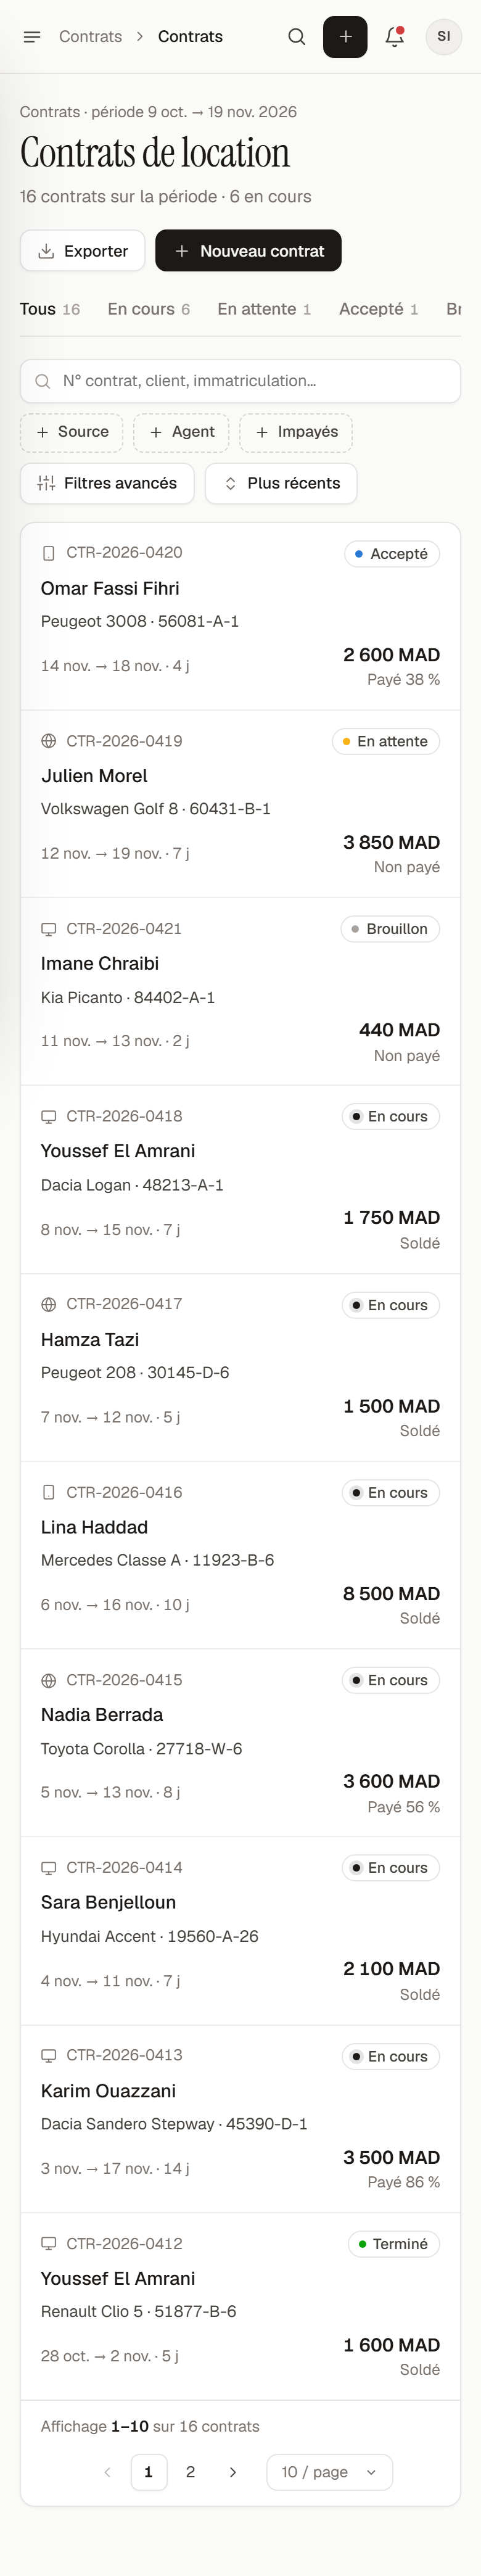 Contrats > Contrats SI
Contrats · période 9 oct. → 19 nov. 2026
Contrats de location
16 contrats sur la période · 6 en cours
Exporter + Nouveau contrat
Tous 16 En cours 6 En attente 1 Accepté 1 Br
N° contrat, client, immatriculation...
+ Source + Agent + Impayés
Filtres avancés Plus récents
CTR-2026-0420 Accepté
Omar Fassi Fihri
Peugeot 3008 · 56081-A-1
2 600 MAD
14 nov. → 18 nov. · 4 j
Payé 38 %
CTR-2026-0419 En attente
Julien Morel
Volkswagen Golf 8 · 60431-B-1
3 850 MAD
12 nov. → 19 nov. · 7 j
Non payé
CTR-2026-0421 Brouillon
Imane Chraibi
Kia Picanto · 84402-A-1
440 MAD
11 nov. → 13 nov. · 2 j
Non payé
CTR-2026-0418 En cours
Youssef El Amrani
Dacia Logan · 48213-A-1
1 750 MAD
8 nov. → 15 nov. · 7 j
Soldé
CTR-2026-0417 En cours
Hamza Tazi
Peugeot 208 · 30145-D-6
1 500 MAD
7 nov. → 12 nov. · 5 j
Soldé
CTR-2026-0416 En cours
Lina Haddad
Mercedes Classe A · 11923-B-6
8 500 MAD
6 nov. → 16 nov. · 10 j
Soldé
CTR-2026-0415 En cours
Nadia Berrada
Toyota Corolla · 27718-W-6
3 600 MAD
5 nov. → 13 nov. · 8 j
Payé 56 %
CTR-2026-0414 En cours
Sara Benjelloun
Hyundai Accent · 19560-A-26
2 100 MAD
4 nov. → 11 nov. · 7 j
Soldé
CTR-2026-0413 En cours
Karim Ouazzani
Dacia Sandero Stepway · 45390-D-1
3 500 MAD
3 nov. → 17 nov. · 14 j
Payé 86 %
CTR-2026-0412 Terminé
Youssef El Amrani
Renault Clio 5 · 51877-B-6
1 600 MAD
28 oct. → 2 nov. · 5 j
Soldé
Affichage 1–10 sur 16 contrats
1 2 10 / page